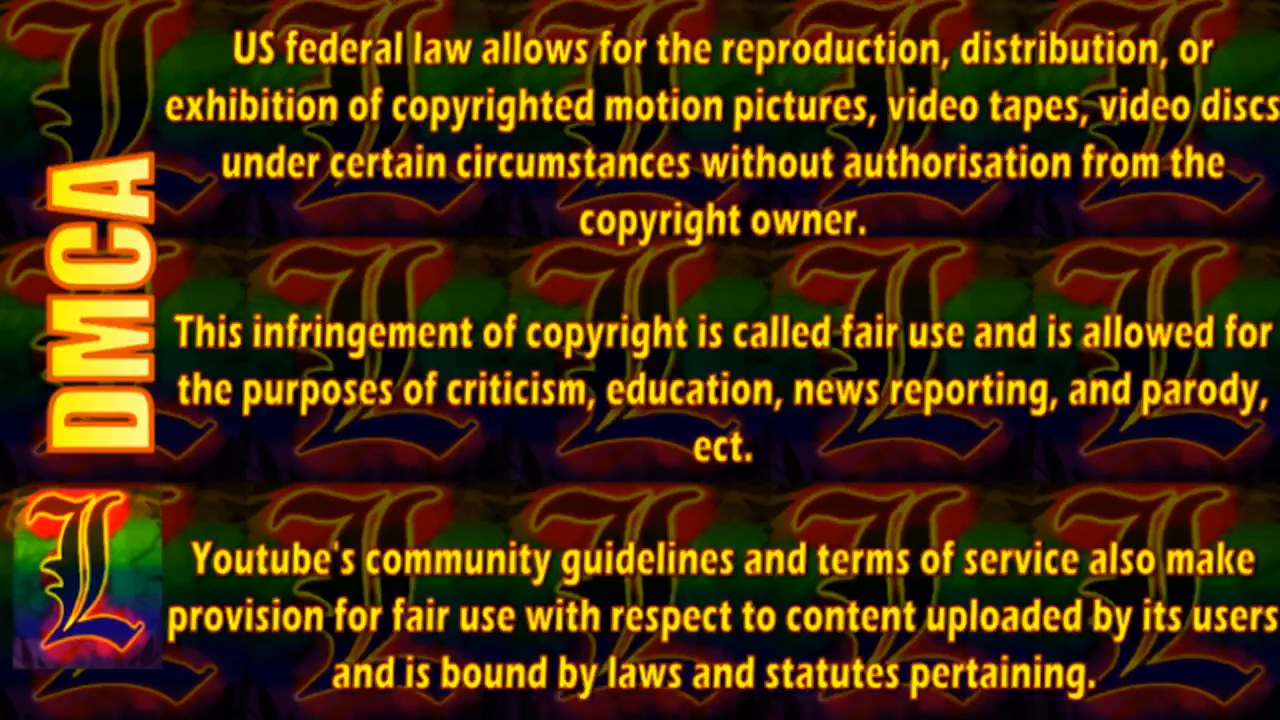 US federal law allows for the reproduction, distribution, or
exhibition of copyrighted motion pictures, video tapes, video discs
under certain circumstances without authorisation from the
copyright owner.
DMCA
This infringement of copyright is called fair use and is allowed for
the purposes of criticism, education, news reporting, and parody,
ect.
L
Youtube's community guidelines and terms of service also make
provision for fair use with respect to content uploaded by its users
and is bound by laws and statutes pertaining.